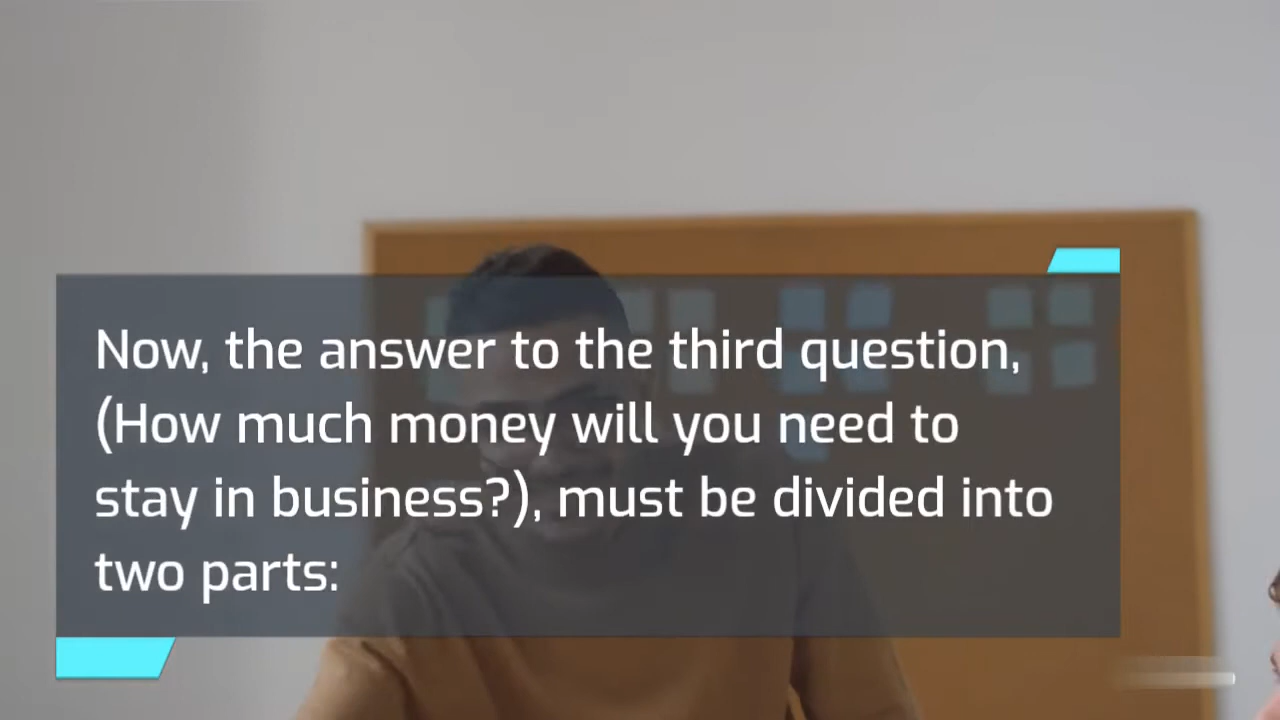 Now, the answer to the third question,
(How much money will you need to
stay in business?), must be divided into
two parts: